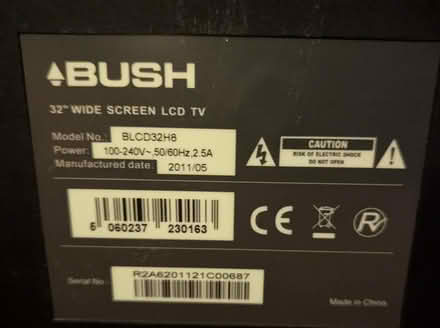 BUSH
32" WIDE SCREEN LCD TV
Model No.: BLCD32H8
Power: 100-240V~,50/60Hz,2.5A
Manufactured date: 2011/05
CAUTION
RISK OF ELECTRIC SHOCK
DO NOT OPEN
5 060237 230163
CE
R
Serial No: R2A6201121C00687
Made in China